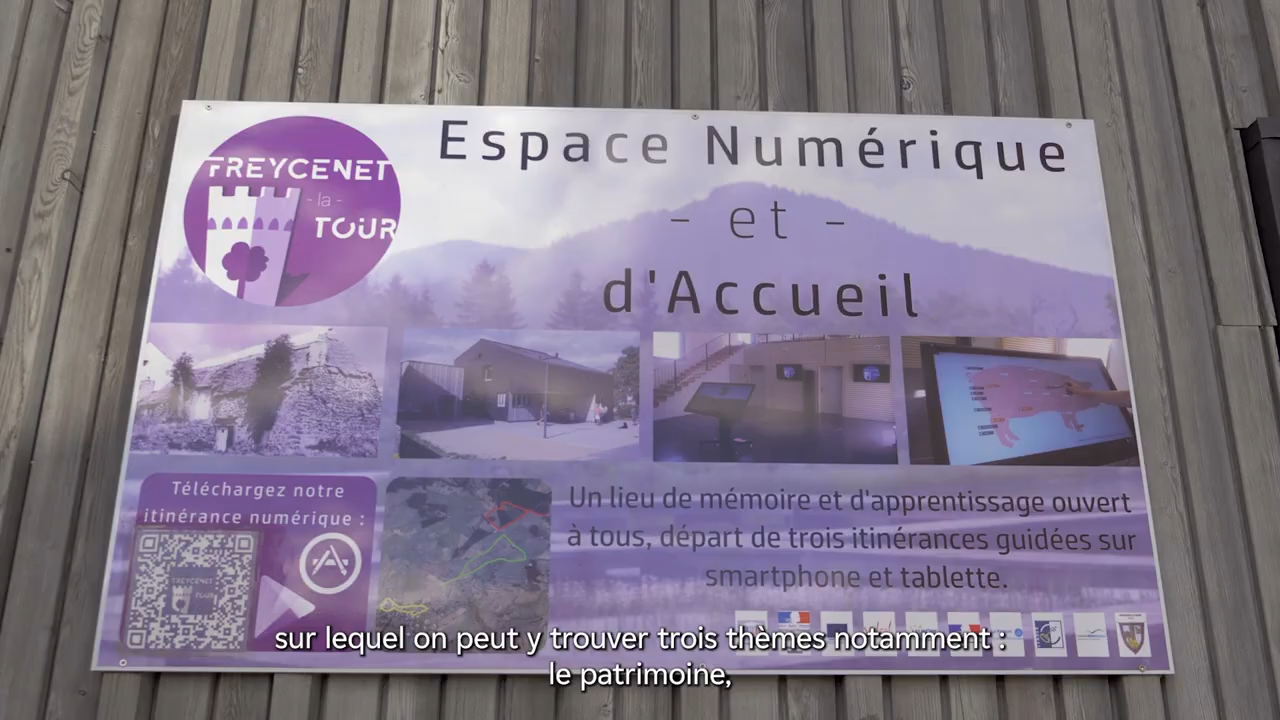 FREYCENET
- la -
TOUR
Espace Numérique
- et -
d'Accueil
Téléchargez notre
itinérance numérique :
FREYCENET
TOUR
Un lieu de mémoire et d'apprentissage ouvert
à tous, départ de trois itinérances guidées sur
smartphone et tablette.
sur lequel on peut y trouver trois thèmes notamment :
le patrimoine,